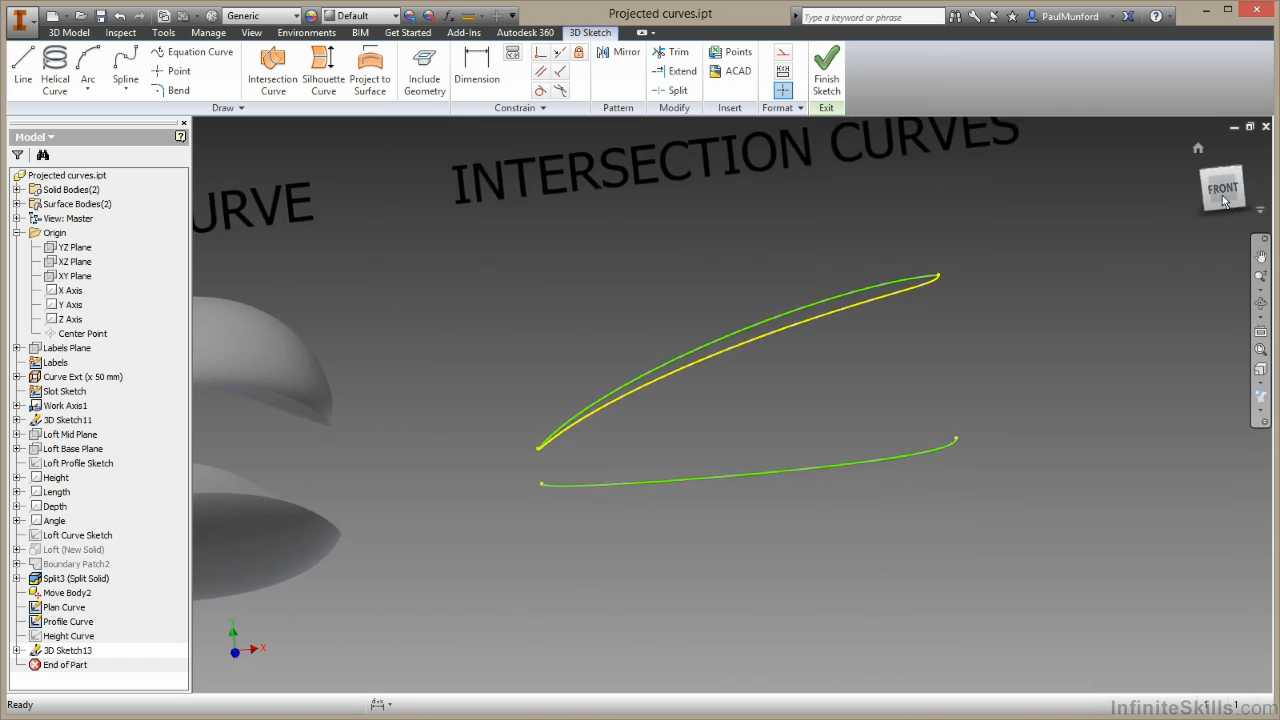 Generic
Default
Projected curves.ipt
Type a keyword or phrase
PaulMunford
3D Model
Inspect
Tools
Manage
View
Environments
BIM
Get Started
Add-Ins
Autodesk 360
3D Sketch
Line
Helical
Curve
Arc
Spline
Equation Curve
Point
Bend
Intersection
Curve
Silhouette
Curve
Project to
Surface
Include
Geometry
Dimension
Mirror
Trim
Extend
Split
Points
ACAD
Finish
Sketch
Draw
Constrain
Pattern
Modify
Insert
Format
Exit
Model
Projected curves.ipt
Solid Bodies(2)
Surface Bodies(2)
View: Master
Origin
YZ Plane
XZ Plane
XY Plane
X Axis
Y Axis
Z Axis
Center Point
Labels Plane
Labels
Curve Ext (x 50 mm)
Slot Sketch
Work Axis1
3D Sketch11
Loft Mid Plane
Loft Base Plane
Loft Profile Sketch
Height
Length
Depth
Angle
Loft Curve Sketch
Loft (New Solid)
Boundary Patch2
Split3 (Split Solid)
Move Body2
Plan Curve
Profile Curve
Height Curve
3D Sketch13
End of Part
URVE
INTERSECTION CURVES
FRONT
Y
X
Ready
1
1
InfiniteSkills.com